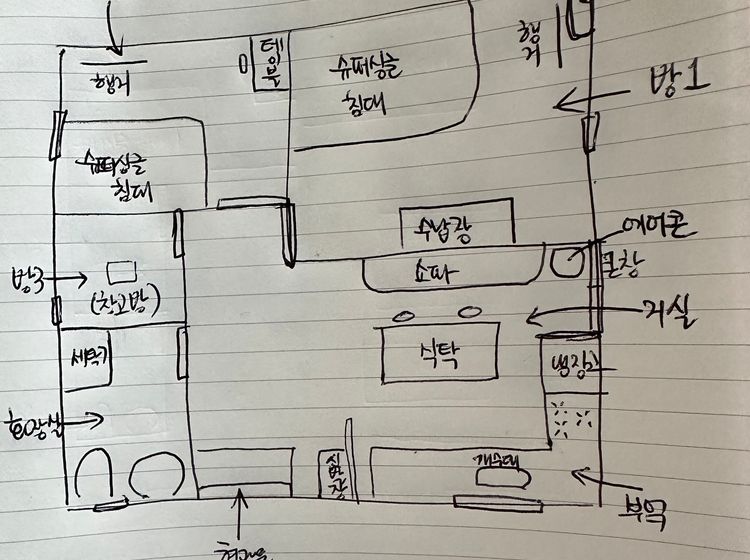 행거
테이블
슈퍼싱글
침대
행거
방1
슈퍼싱글
침대
수납장
에어콘
소파
큰창
방3
(창고방)
거실
식탁
냉장고
세탁기
화장실
신발장
개수대
부엌
현관